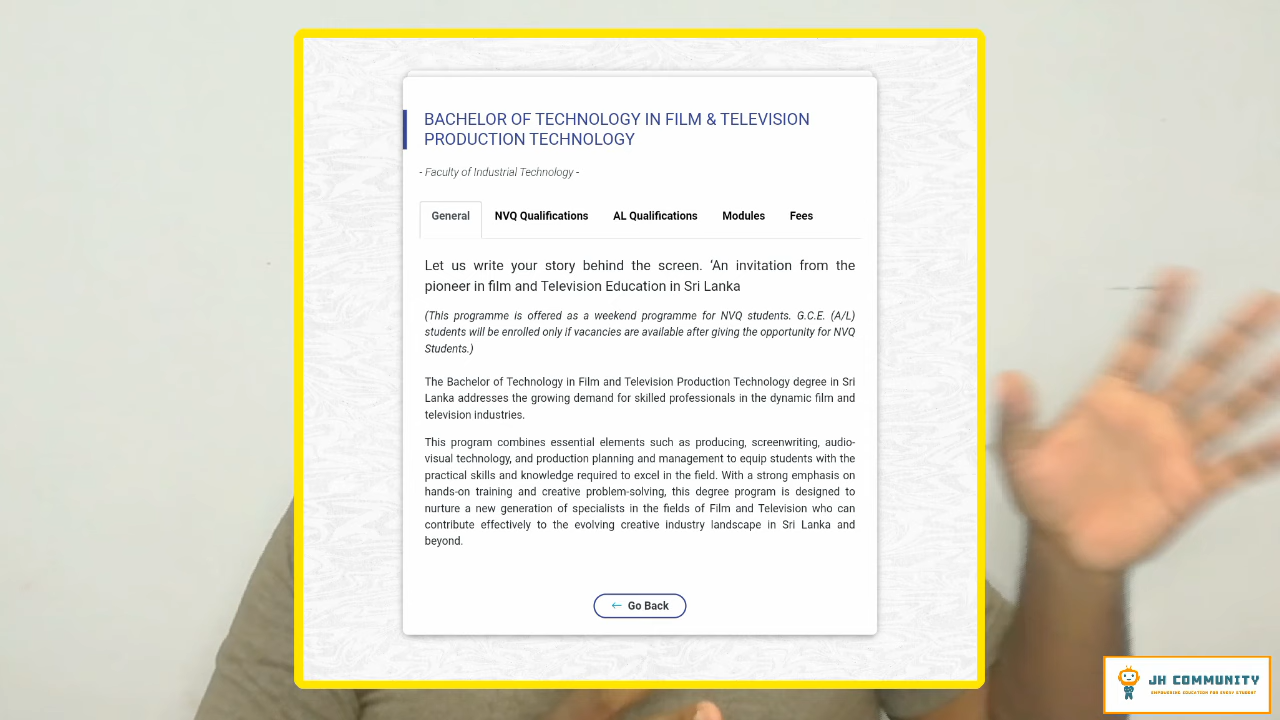 BACHELOR OF TECHNOLOGY IN FILM & TELEVISION
PRODUCTION TECHNOLOGY
- Faculty of Industrial Technology -
General NVQ Qualifications AL Qualifications Modules Fees
Let us write your story behind the screen. ‘An invitation from the
pioneer in film and Television Education in Sri Lanka
(This programme is offered as a weekend programme for NVQ students. G.C.E. (A/L)
students will be enrolled only if vacancies are available after giving the opportunity for NVQ
Students.)
The Bachelor of Technology in Film and Television Production Technology degree in Sri
Lanka addresses the growing demand for skilled professionals in the dynamic film and
television industries.
This program combines essential elements such as producing, screenwriting, audio-
visual technology, and production planning and management to equip students with the
practical skills and knowledge required to excel in the field. With a strong emphasis on
hands-on training and creative problem-solving, this degree program is designed to
nurture a new generation of specialists in the fields of Film and Television who can
contribute effectively to the evolving creative industry landscape in Sri Lanka and
beyond.
Go Back
JH COMMUNITY
EMPOWERING EDUCATION FOR EVERY STUDENT